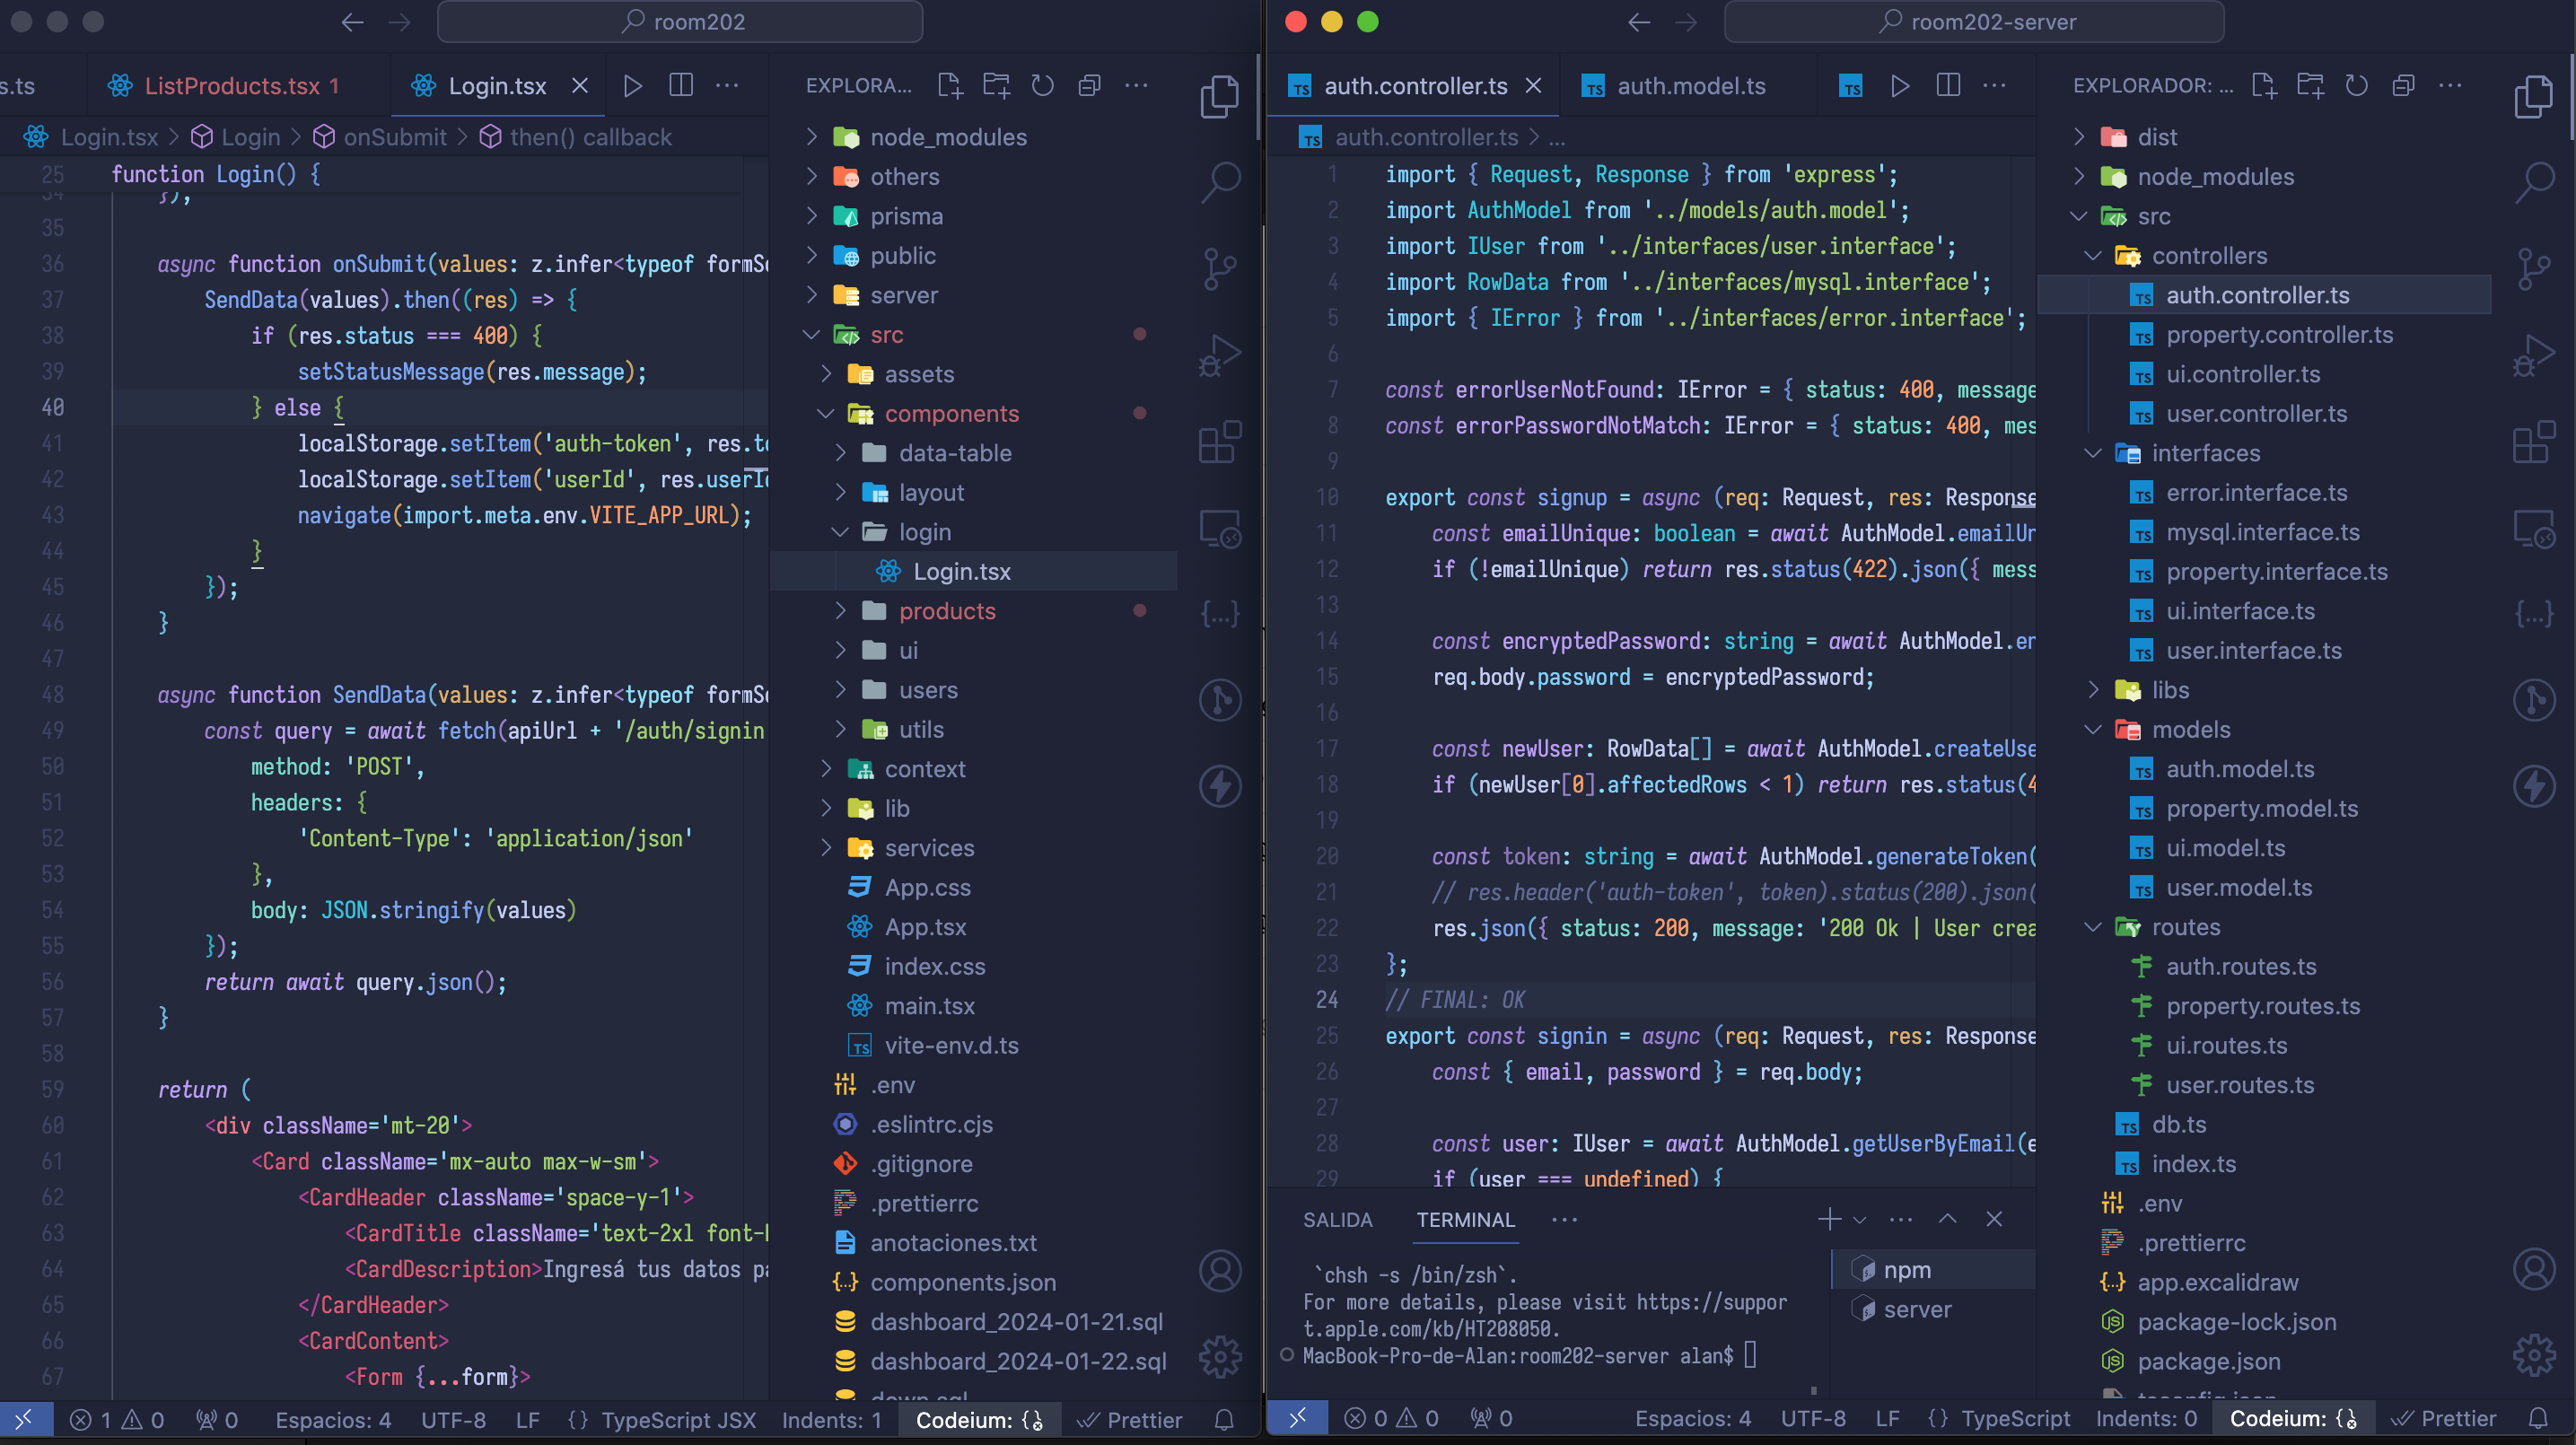 room202
s.ts
ListProducts.tsx 1
Login.tsx
Login.tsx > Login > onSubmit > then() callback
25 function Login() {
34 });
35
36 async function onSubmit(values: z.infer<typeof formSc
37 SendData(values).then((res) => {
38 if (res.status === 400) {
39 setStatusMessage(res.message);
40 } else {
41 localStorage.setItem('auth-token', res.to
42 localStorage.setItem('userId', res.userId
43 navigate(import.meta.env.VITE_APP_URL);
44 }
45 });
46 }
47
48 async function SendData(values: z.infer<typeof formSc
49 const query = await fetch(apiUrl + '/auth/signin
50 method: 'POST',
51 headers: {
52 'Content-Type': 'application/json'
53 },
54 body: JSON.stringify(values)
55 });
56 return await query.json();
57 }
58
59 return (
60 <div className='mt-20'>
61 <Card className='mx-auto max-w-sm'>
62 <CardHeader className='space-y-1'>
63 <CardTitle className='text-2xl font-b
64 <CardDescription>Ingresá tus datos pa
65 </CardHeader>
66 <CardContent>
67 <Form {...form}>
EXPLORA...
node_modules
others
prisma
public
server
src
assets
components
data-table
layout
login
Login.tsx
products
ui
users
utils
context
lib
services
App.css
App.tsx
index.css
main.tsx
vite-env.d.ts
.env
.eslintrc.cjs
.gitignore
.prettierrc
anotaciones.txt
components.json
dashboard_2024-01-21.sql
dashboard_2024-01-22.sql
down.sql
1 0 0 Espacios: 4 UTF-8 LF {} TypeScript JSX Indents: 1 Codeium: {} Prettier
room202-server
auth.controller.ts
auth.model.ts
auth.controller.ts > ...
1 import { Request, Response } from 'express';
2 import AuthModel from '../models/auth.model';
3 import IUser from '../interfaces/user.interface';
4 import RowData from '../interfaces/mysql.interface';
5 import { IError } from '../interfaces/error.interface';
6
7 const errorUserNotFound: IError = { status: 400, message
8 const errorPasswordNotMatch: IError = { status: 400, mes
9
10 export const signup = async (req: Request, res: Response
11 const emailUnique: boolean = await AuthModel.emailUn
12 if (!emailUnique) return res.status(422).json({ mess
13
14 const encryptedPassword: string = await AuthModel.en
15 req.body.password = encryptedPassword;
16
17 const newUser: RowData[] = await AuthModel.createUse
18 if (newUser[0].affectedRows < 1) return res.status(4
19
20 const token: string = await AuthModel.generateToken(
21 // res.header('auth-token', token).status(200).json(
22 res.json({ status: 200, message: '200 Ok | User crea
23 };
24 // FINAL: OK
25 export const signin = async (req: Request, res: Response
26 const { email, password } = req.body;
27
28 const user: IUser = await AuthModel.getUserByEmail(e
29 if (user === undefined) {
SALIDA
TERMINAL
`chsh -s /bin/zsh`.
For more details, please visit https://suppor
t.apple.com/kb/HT208050.
MacBook-Pro-de-Alan:room202-server alan$
npm
server
EXPLORADOR: ...
dist
node_modules
src
controllers
auth.controller.ts
property.controller.ts
ui.controller.ts
user.controller.ts
interfaces
error.interface.ts
mysql.interface.ts
property.interface.ts
ui.interface.ts
user.interface.ts
libs
models
auth.model.ts
property.model.ts
ui.model.ts
user.model.ts
routes
auth.routes.ts
property.routes.ts
ui.routes.ts
user.routes.ts
db.ts
index.ts
.env
.prettierrc
app.excalidraw
package-lock.json
package.json
tsconfig.json
0 0 0 Espacios: 4 UTF-8 LF {} TypeScript Indents: 0 Codeium: {} Prettier